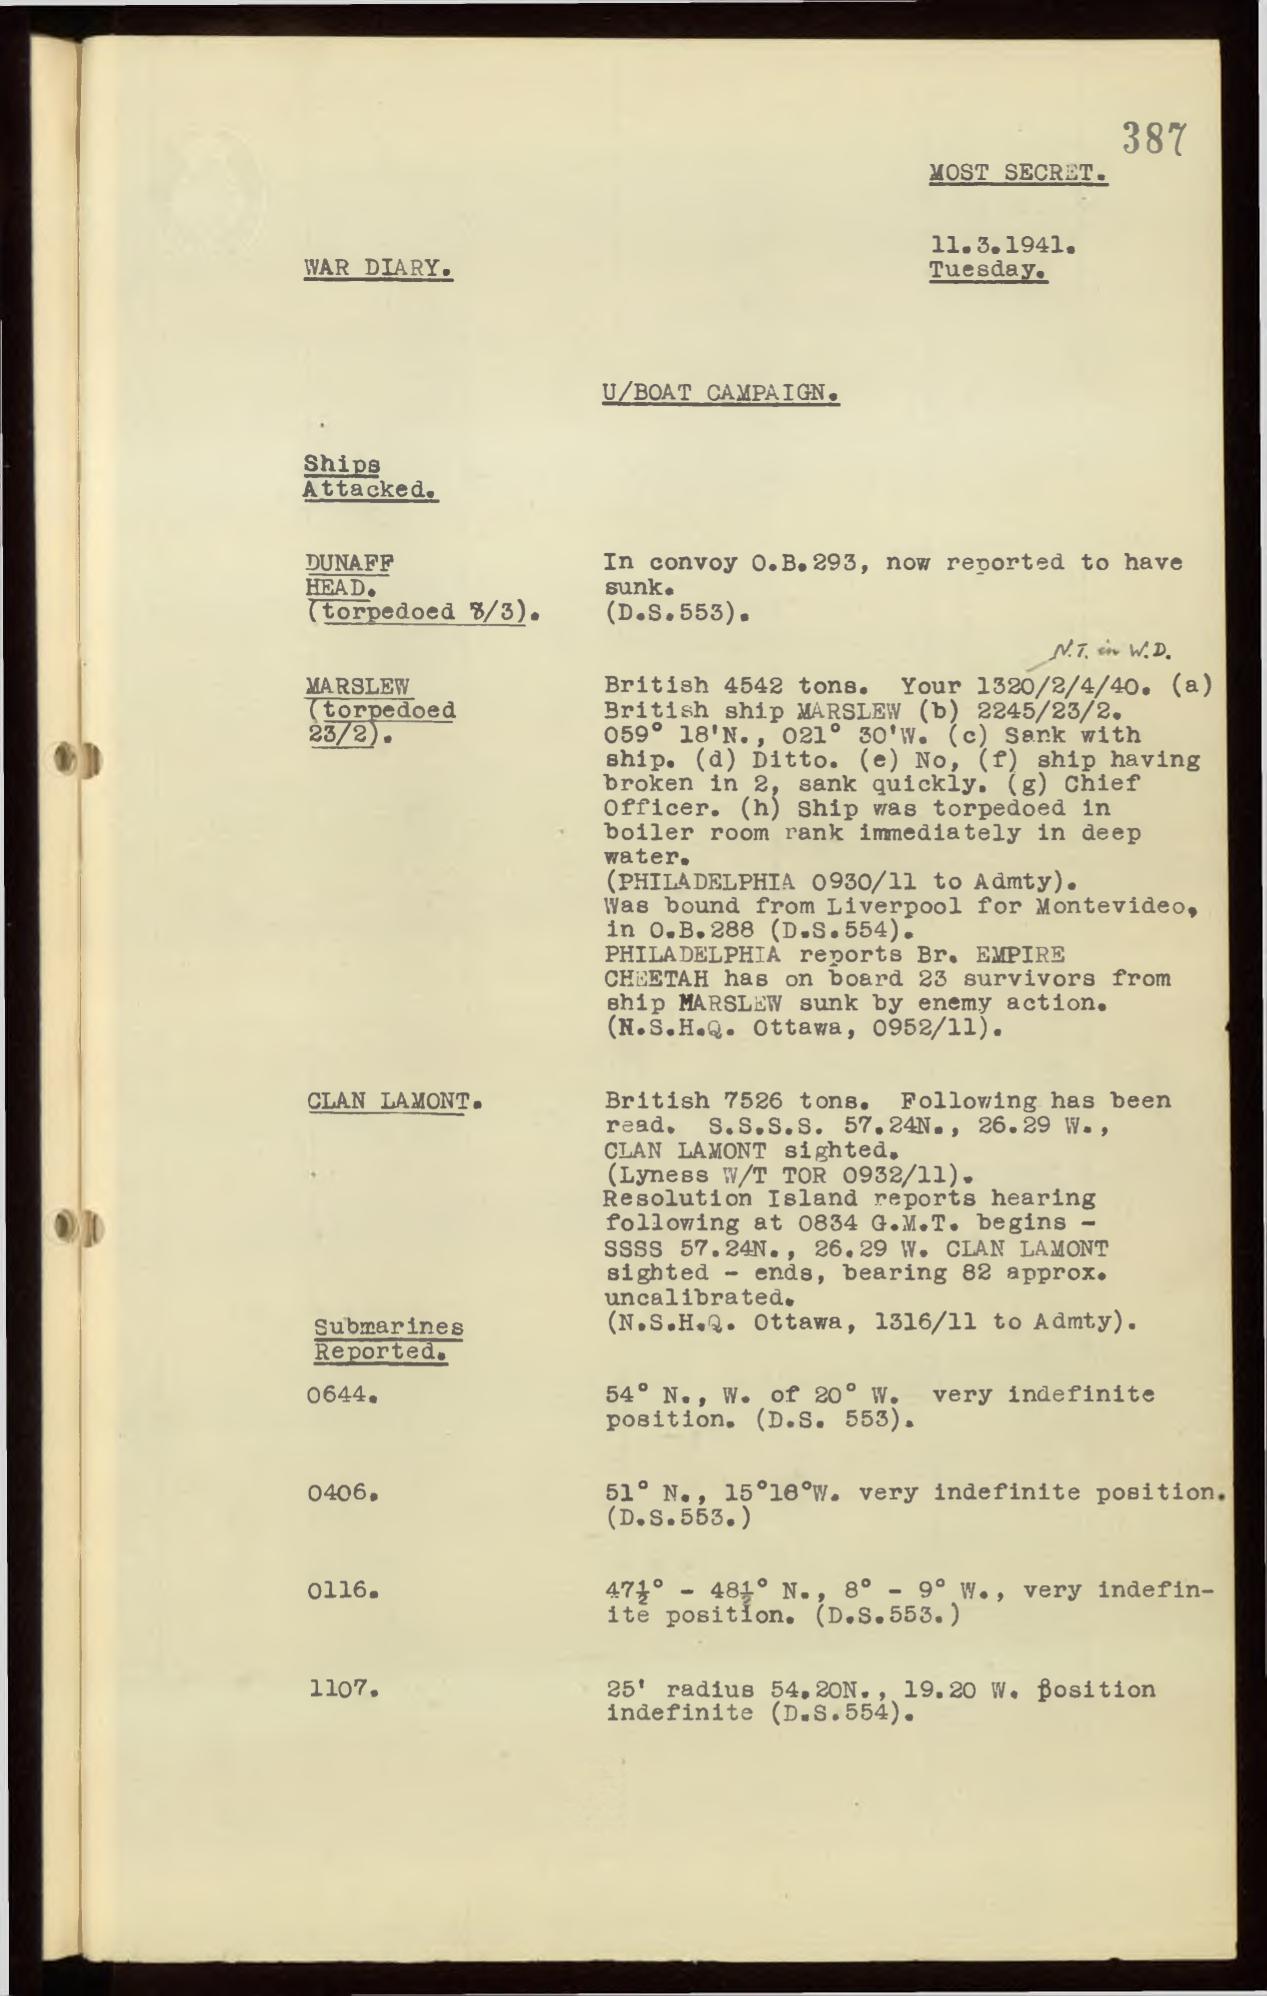 387
MOST SECRET.
11.3.1941.
Tuesday.
WAR DIARY.
U/BOAT CAMPAIGN.
Ships
Attacked.
DUNAFF
HEAD.
(torpedoed 8/3).
In convoy O.B.293, now reported to have
sunk.
(D.S.553).
N.T. in W.D.
MARSLEW
(torpedoed
23/2).
British 4542 tons. Your 1320/2/4/40. (a)
British ship MARSLEW (b) 2245/23/2.
059° 18'N., 021° 30'W. (c) Sank with
ship. (d) Ditto. (e) No, (f) ship having
broken in 2, sank quickly. (g) Chief
Officer. (h) Ship was torpedoed in
boiler room rank immediately in deep
water.
(PHILADELPHIA 0930/11 to Admty).
Was bound from Liverpool for Montevideo,
in O.B.288 (D.S.554).
PHILADELPHIA reports Br. EMPIRE
CHEETAH has on board 23 survivors from
ship MARSLEW sunk by enemy action.
(N.S.H.Q. Ottawa, 0952/11).
CLAN LAMONT.
British 7526 tons. Following has been
read. S.S.S.S. 57.24N., 26.29 W.,
CLAN LAMONT sighted.
(Lyness W/T TOR 0932/11).
Resolution Island reports hearing
following at 0834 G.M.T. begins -
SSSS 57.24N., 26.29 W. CLAN LAMONT
sighted - ends, bearing 82 approx.
uncalibrated.
(N.S.H.Q. Ottawa, 1316/11 to Admty).
Submarines
Reported.
0644.
54° N., W. of 20° W. very indefinite
position. (D.S. 553).
0406.
51° N., 15°18°W. very indefinite position.
(D.S.553.)
0116.
47½° - 48½° N., 8° - 9° W., very indefin-
ite position. (D.S.553.)
1107.
25' radius 54.20N., 19.20 W. position
indefinite (D.S.554).